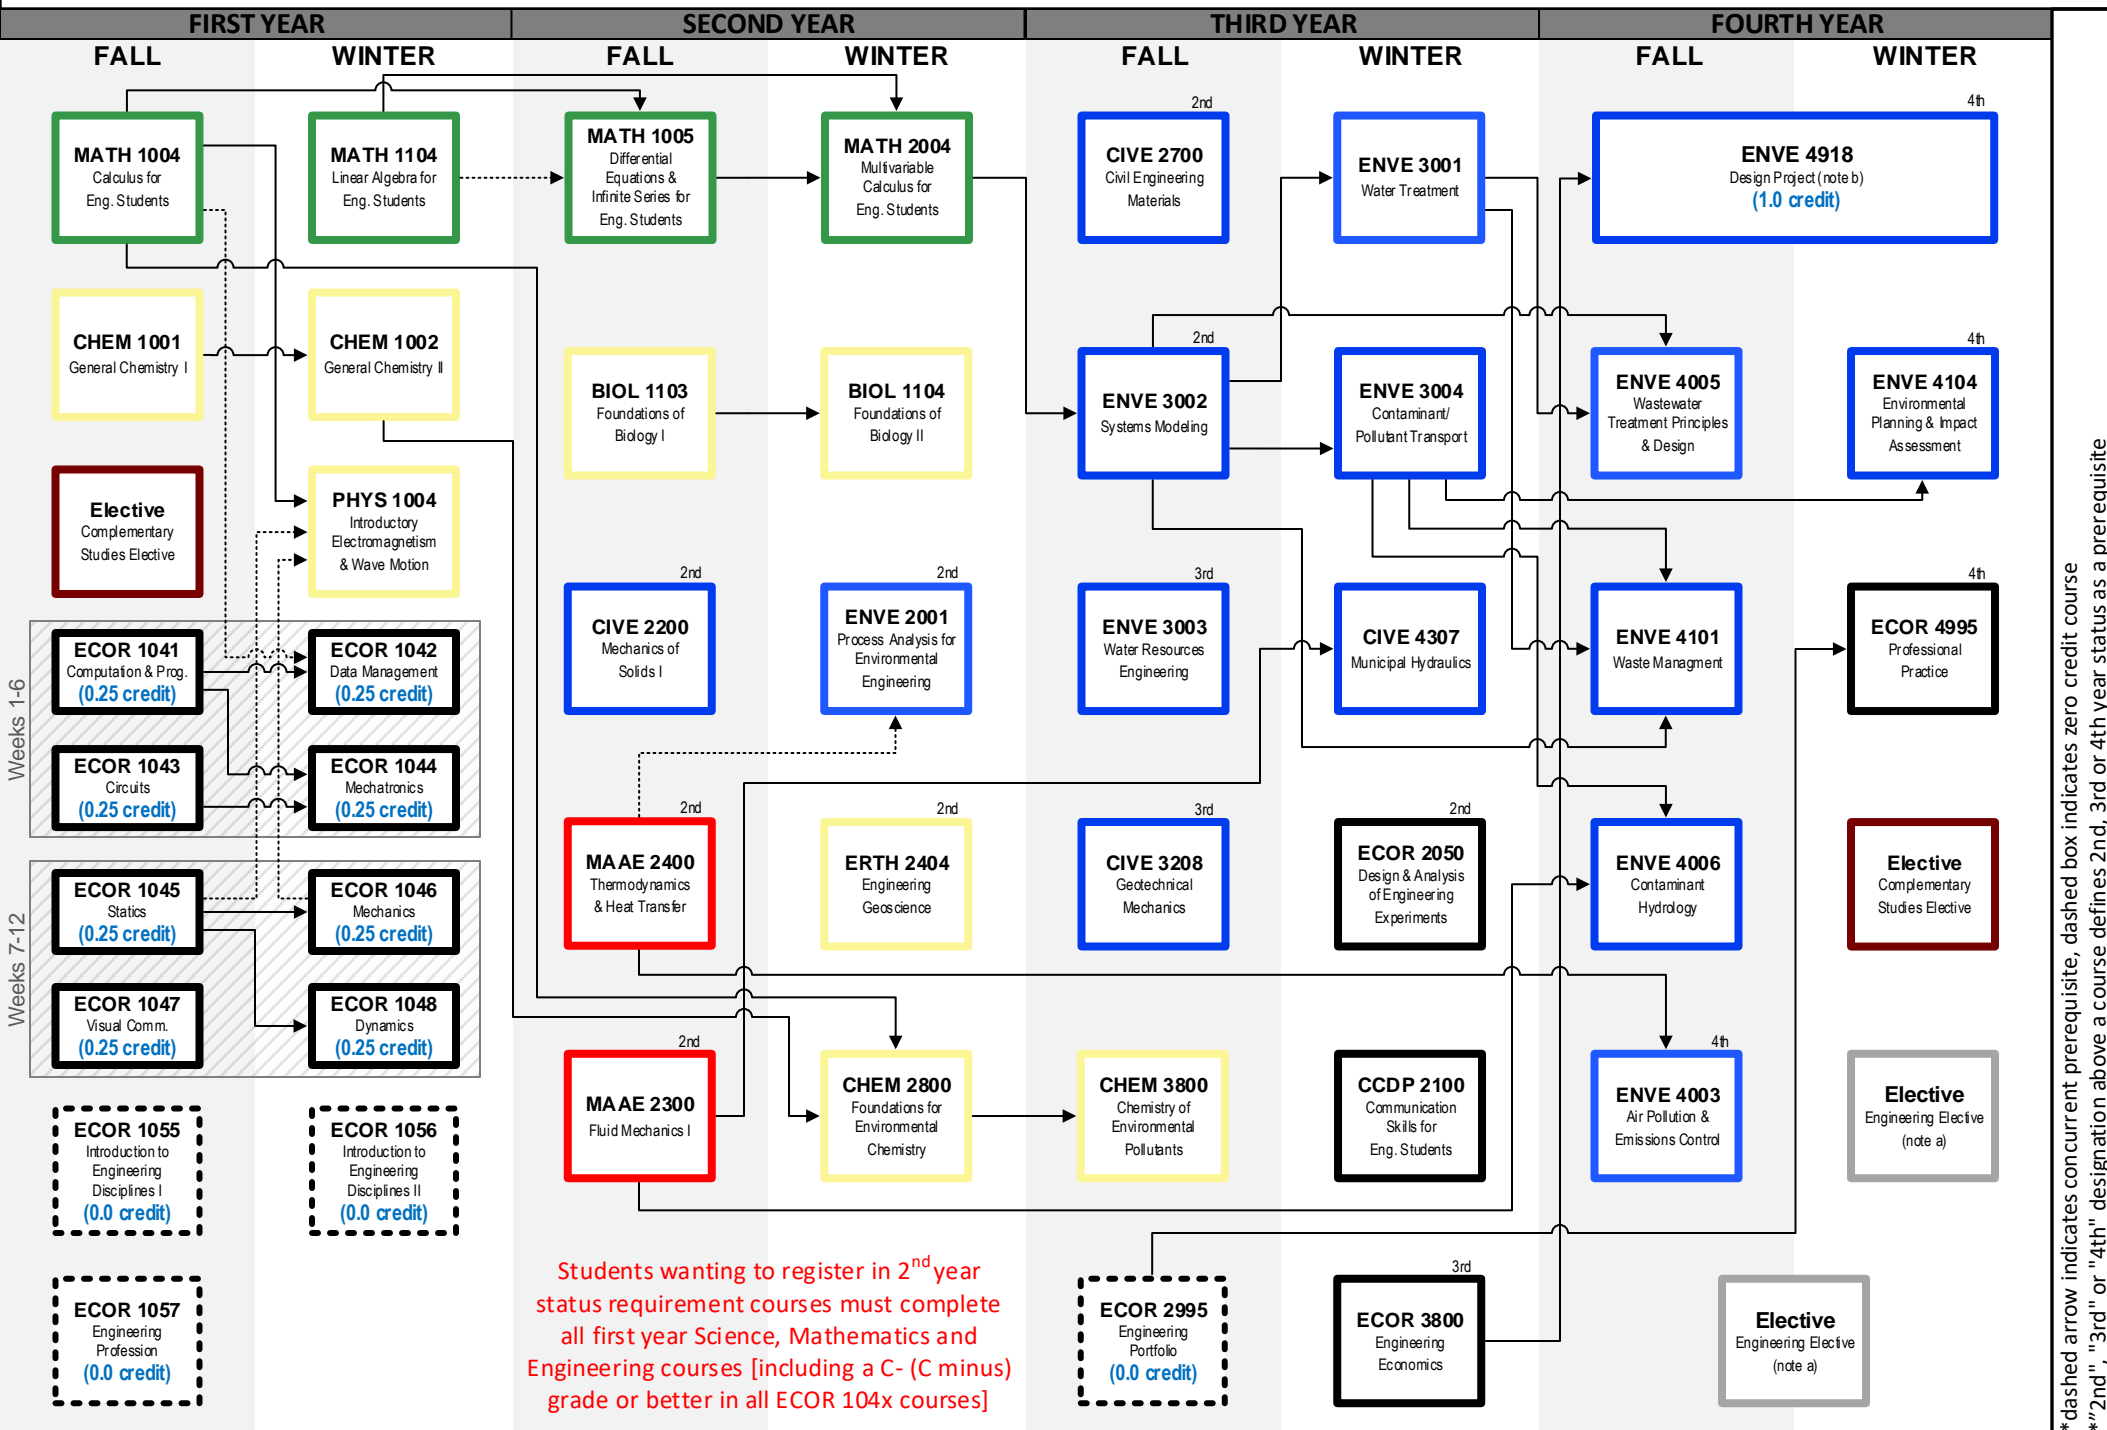 FIRST YEAR
SECOND YEAR
THIRD YEAR
FOURTH YEAR
FALL
WINTER
FALL
WINTER
FALL
WINTER
FALL
WINTER
MATH 1004
Calculus for
Eng. Students
MATH 1104
Linear Algebra for
Eng. Students
MATH 1005
Differential
Equations &
Infinite Series for
Eng. Students
MATH 2004
Multivariable
Calculus for
Eng. Students
2nd
CIVE 2700
Civil Engineering
Materials
ENVE 3001
Water Treatment
4th
ENVE 4918
Design Project (note b)
(1.0 credit)
CHEM 1001
General Chemistry I
CHEM 1002
General Chemistry II
BIOL 1103
Foundations of
Biology I
BIOL 1104
Foundations of
Biology II
2nd
ENVE 3002
Systems Modeling
ENVE 3004
Contaminant/
Pollutant Transport
ENVE 4005
Wastewater
Treatment Principles
& Design
4th
ENVE 4104
Environmental
Planning & Impact
Assessment
Elective
Complementary
Studies Elective
PHYS 1004
Introductory
Electromagnetism
& Wave Motion
2nd
CIVE 2200
Mechanics of
Solids I
2nd
ENVE 2001
Process Analysis for
Environmental
Engineering
3rd
ENVE 3003
Water Resources
Engineering
CIVE 4307
Municipal Hydraulics
ENVE 4101
Waste Managment
4th
ECOR 4995
Professional
Practice
Weeks 1-6
ECOR 1041
Computation & Prog.
(0.25 credit)
ECOR 1042
Data Management
(0.25 credit)
ECOR 1043
Circuits
(0.25 credit)
ECOR 1044
Mechatronics
(0.25 credit)
2nd
MAAE 2400
Thermodynamics
& Heat Transfer
2nd
ERTH 2404
Engineering
Geoscience
3rd
CIVE 3208
Geotechnical
Mechanics
2nd
ECOR 2050
Design & Analysis
of Engineering
Experiments
ENVE 4006
Contaminant
Hydrology
Elective
Complementary
Studies Elective
Weeks 7-12
ECOR 1045
Statics
(0.25 credit)
ECOR 1046
Mechanics
(0.25 credit)
ECOR 1047
Visual Comm.
(0.25 credit)
ECOR 1048
Dynamics
(0.25 credit)
2nd
MAAE 2300
Fluid Mechanics I
CHEM 2800
Foundations for
Environmental
Chemistry
CHEM 3800
Chemistry of
Environmental
Pollutants
CCDP 2100
Communication
Skills for
Eng. Students
4th
ENVE 4003
Air Pollution &
Emissions Control
Elective
Engineering Elective
(note a)
ECOR 1055
Introduction to
Engineering
Disciplines I
(0.0 credit)
ECOR 1056
Introduction to
Engineering
Disciplines II
(0.0 credit)
ECOR 1057
Engineering
Profession
(0.0 credit)
Students wanting to register in 2nd year
status requirement courses must complete
all first year Science, Mathematics and
Engineering courses [including a C- (C minus)
grade or better in all ECOR 104x courses]
ECOR 2995
Engineering
Portfolio
(0.0 credit)
3rd
ECOR 3800
Engineering
Economics
Elective
Engineering Elective
(note a)
*dashed arrow indicates concurrent prerequisite, dashed box indicates zero credit course
*"2nd", "3rd" or "4th" designation above a course defines 2nd, 3rd or 4th year status as a prerequisite